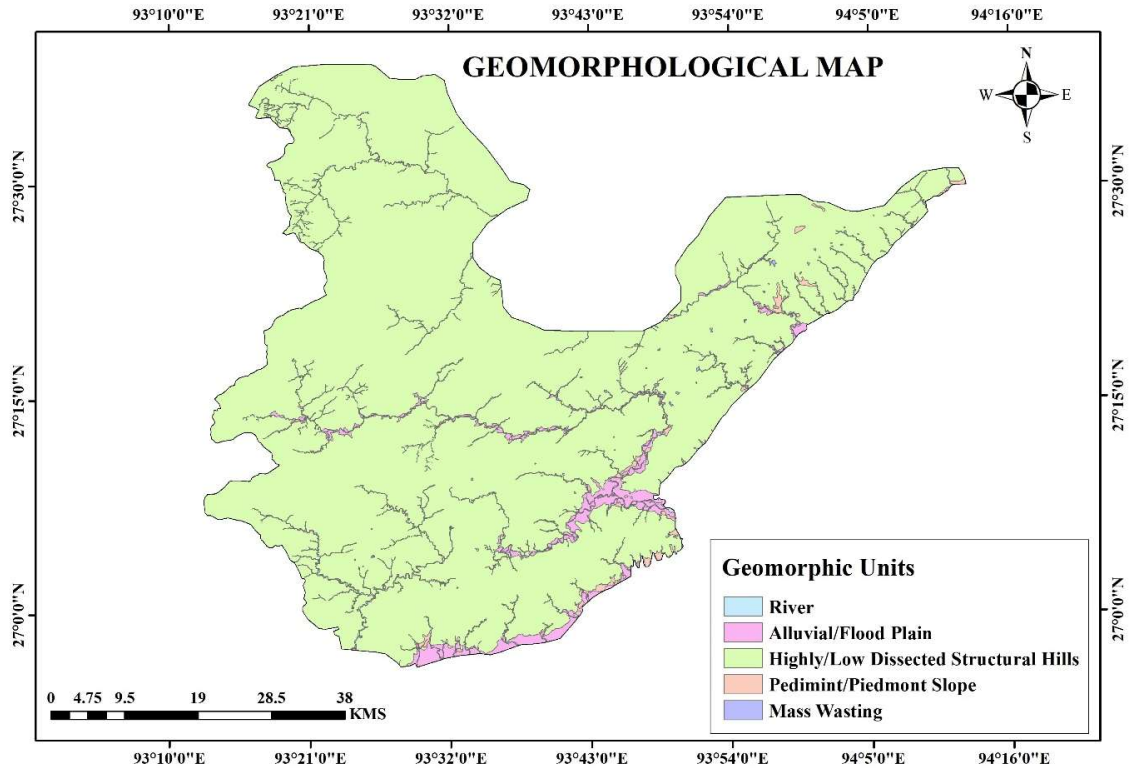 93°10'0"E 93°21'0"E 93°32'0"E 93°43'0"E 93°54'0"E 94°5'0"E 94°16'0"E
GEOMORPHOLOGICAL MAP
N
W E
S
27°30'0"N 27°30'0"N
27°15'0"N 27°15'0"N
27°0'0"N 27°0'0"N
Geomorphic Units
River
Alluvial/Flood Plain
Highly/Low Dissected Structural Hills
Pedimint/Piedmont Slope
Mass Wasting
0 4.75 9.5 19 28.5 38
KMS
93°10'0"E 93°21'0"E 93°32'0"E 93°43'0"E 93°54'0"E 94°5'0"E 94°16'0"E